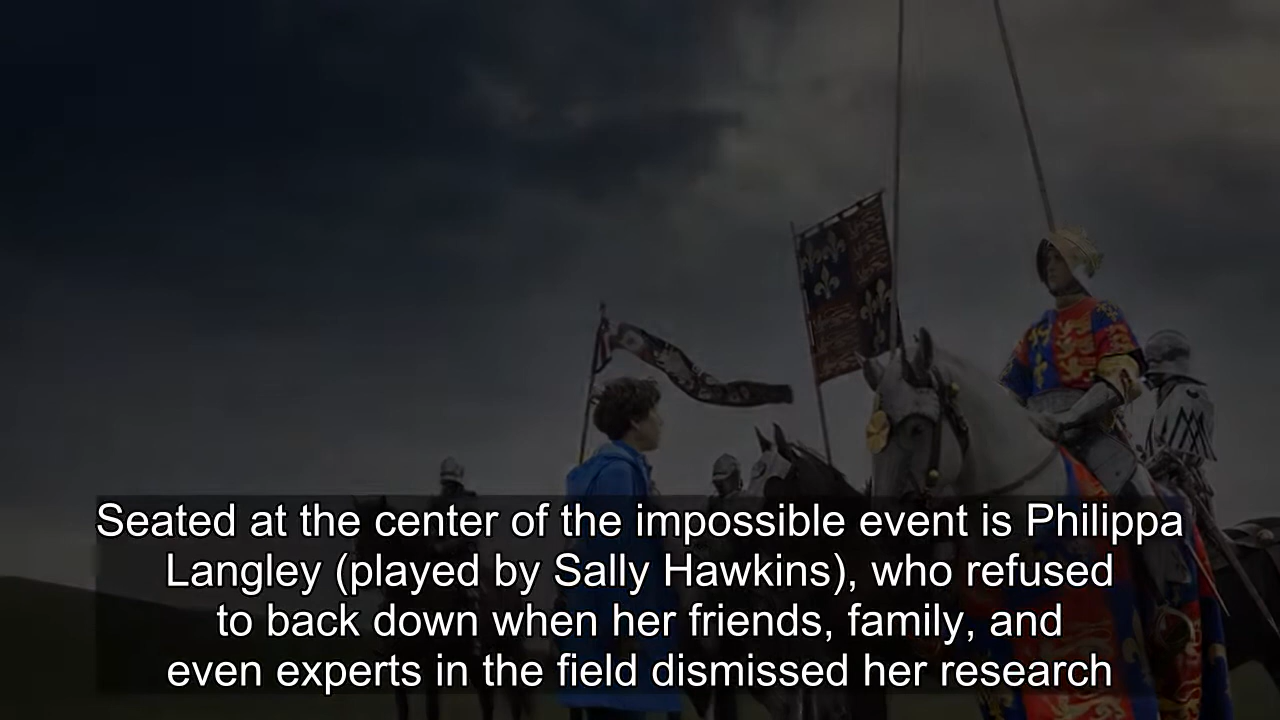 Seated at the center of the impossible event is Philippa
Langley (played by Sally Hawkins), who refused
to back down when her friends, family, and
even experts in the field dismissed her research